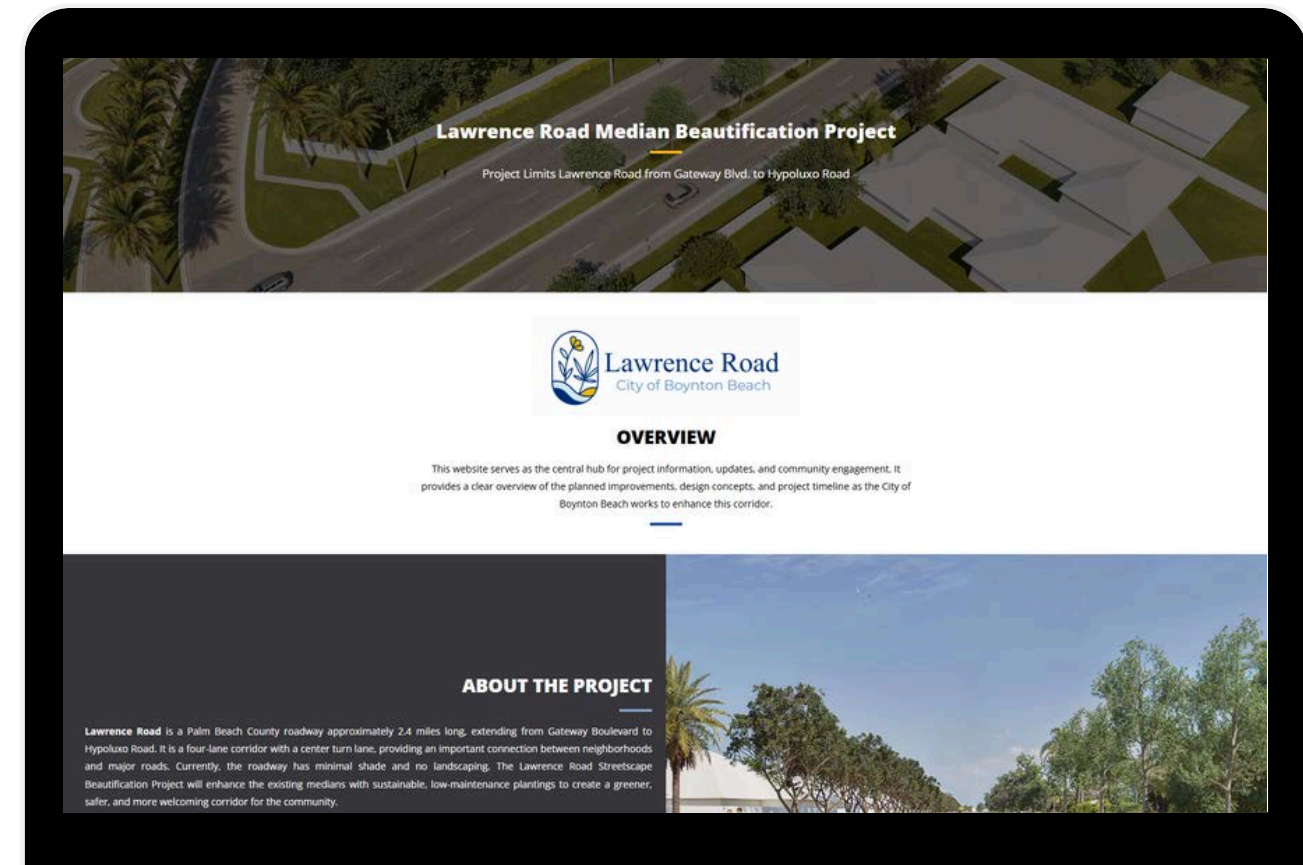 Lawrence Road Median Beautification Project
Project Limits Lawrence Road from Gateway Blvd. to Hypoluxo Road
Lawrence Road
City of Boynton Beach
OVERVIEW
This website serves as the central hub for project information, updates, and community engagement. It
provides a clear overview of the planned improvements, design concepts, and project timeline as the City of
Boynton Beach works to enhance this corridor.
ABOUT THE PROJECT
Lawrence Road is a Palm Beach County roadway approximately 2.4 miles long, extending from Gateway Boulevard to
Hypoluxo Road. It is a four-lane corridor with a center turn lane, providing an important connection between neighborhoods
and major roads. Currently, the roadway has minimal shade and no landscaping. The Lawrence Road Streetscape
Beautification Project will enhance the existing medians with sustainable, low-maintenance plantings to create a greener,
safer, and more welcoming corridor for the community.